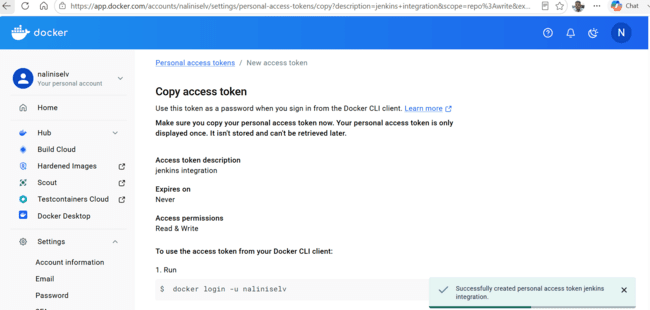 https://app.docker.com/accounts/naliniselv/settings/personal-access-tokens/copy?description=jenkins+integration&scope=repo%3Awrite&ex...
Chat
docker
N
naliniselv
Your personal account
Home
Hub
Build Cloud
Hardened Images
Scout
Testcontainers Cloud
Docker Desktop
Settings
Account information
Email
Password
Personal access tokens / New access token
Copy access token
Use this token as a password when you sign in from the Docker CLI client. Learn more
Make sure you copy your personal access token now. Your personal access token is only
displayed once. It isn't stored and can't be retrieved later.
Access token description
jenkins integration
Expires on
Never
Access permissions
Read & Write
To use the access token from your Docker CLI client:
1. Run
$ docker login -u naliniselv
Successfully created personal access token jenkins
integration.